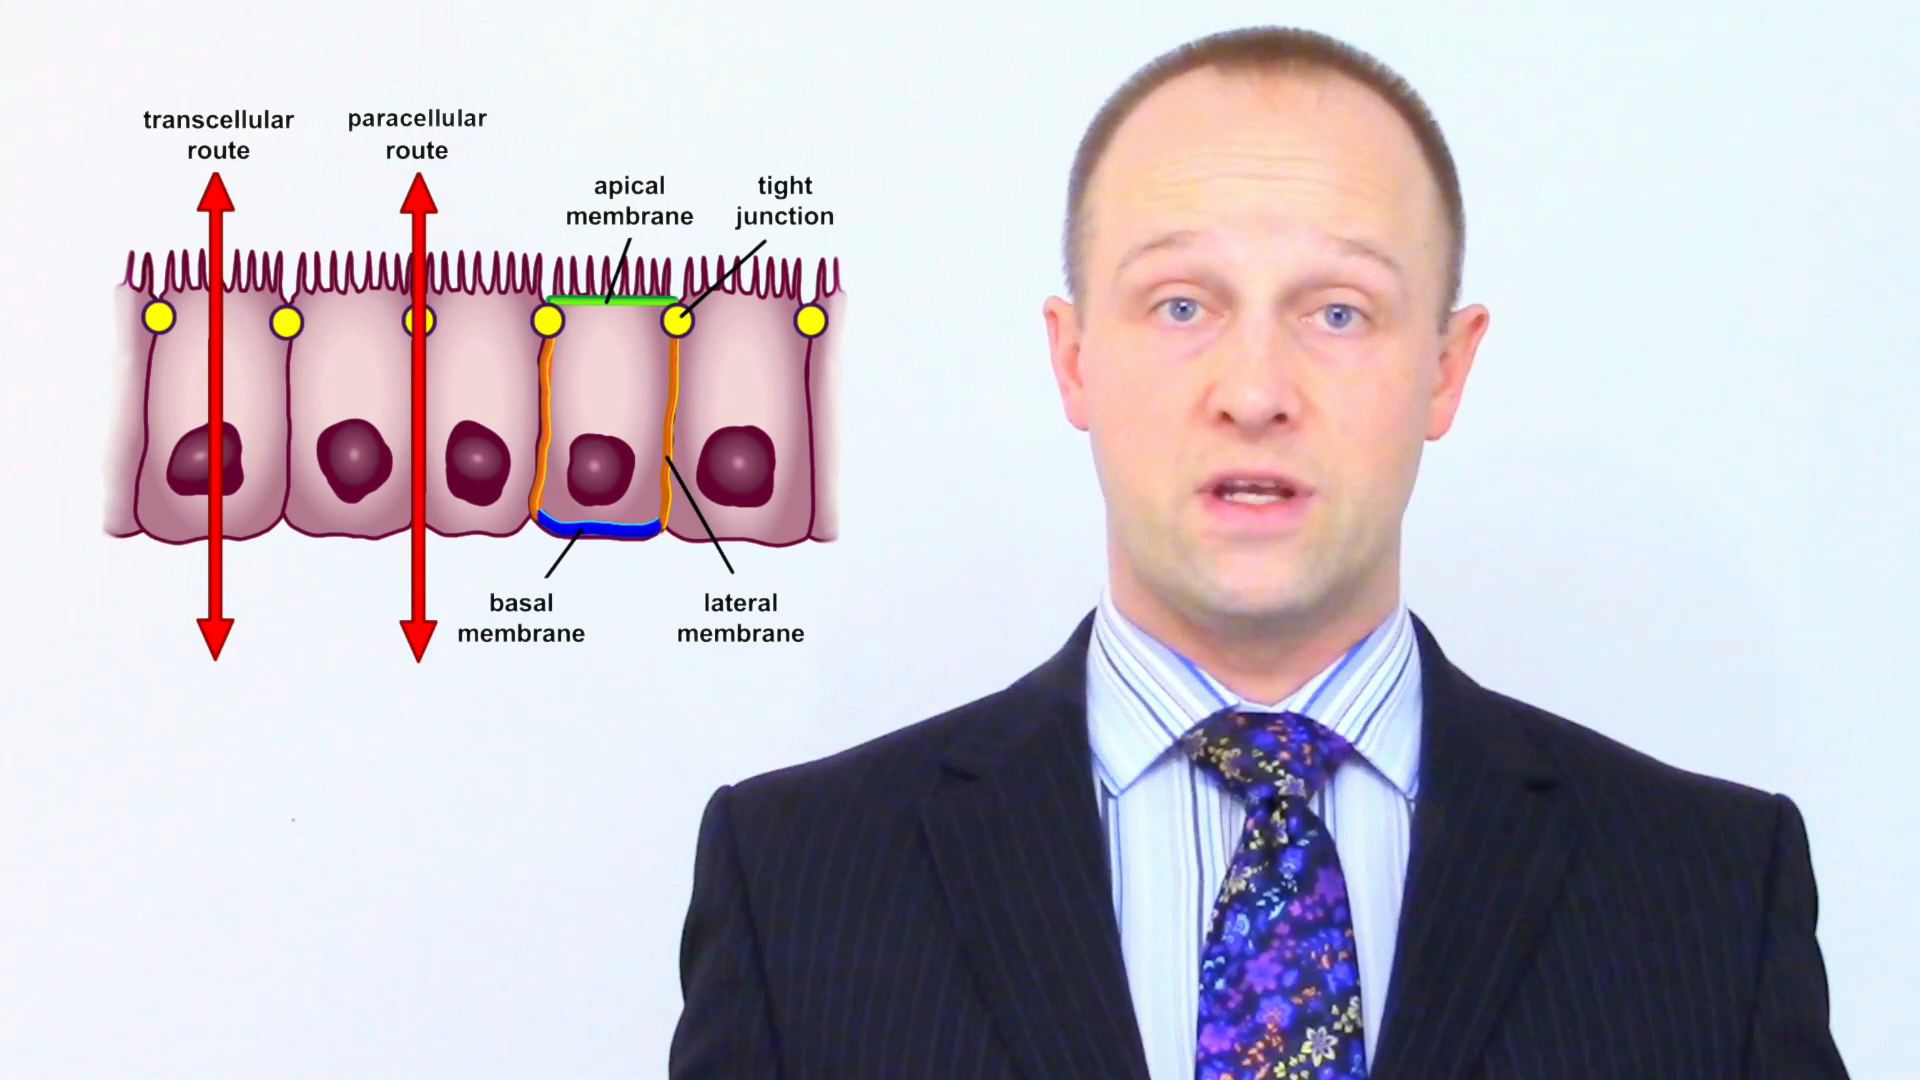 transcellular
route
paracellular
route
apical
membrane
tight
junction
basal
membrane
lateral
membrane